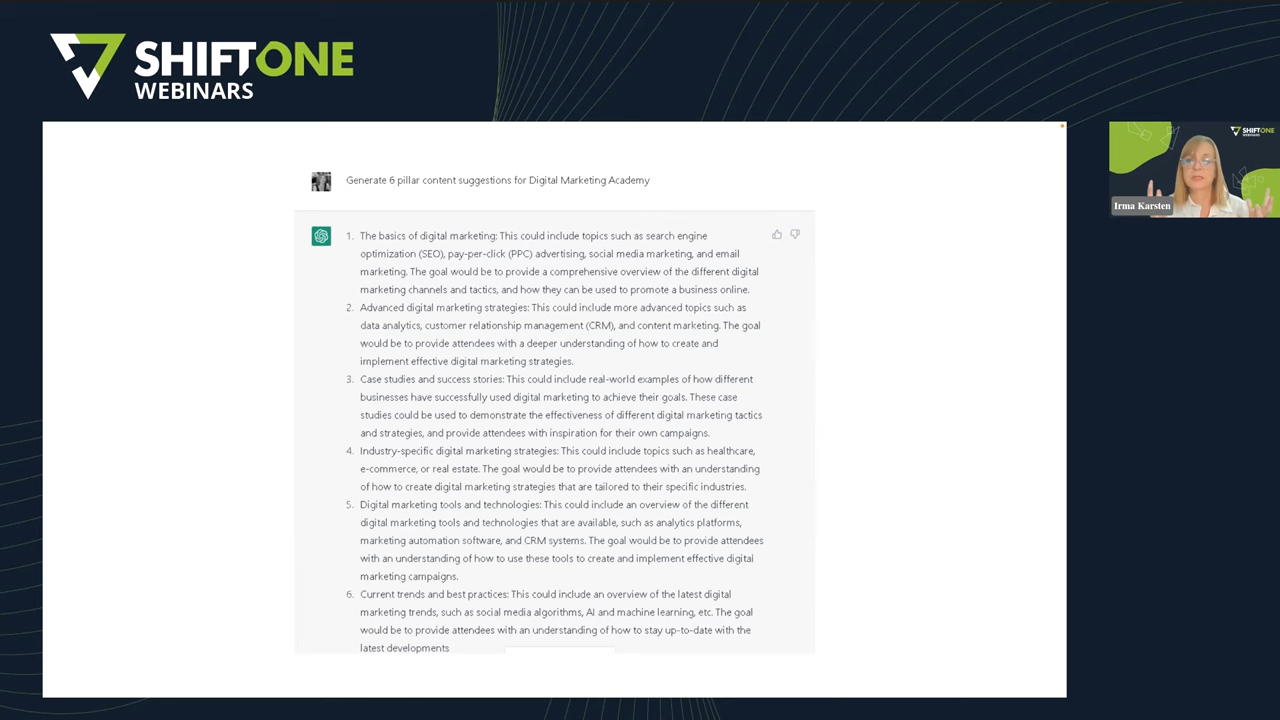 SHIFTONE
WEBINARS
SHIFTONE
WEBINARS
Irma Karsten
Generate 6 pillar content suggestions for Digital Marketing Academy
1. The basics of digital marketing: This could include topics such as search engine
optimization (SEO), pay-per-click (PPC) advertising, social media marketing, and email
marketing. The goal would be to provide a comprehensive overview of the different digital
marketing channels and tactics, and how they can be used to promote a business online.
2. Advanced digital marketing strategies: This could include more advanced topics such as
data analytics, customer relationship management (CRM), and content marketing. The goal
would be to provide attendees with a deeper understanding of how to create and
implement effective digital marketing strategies.
3. Case studies and success stories: This could include real-world examples of how different
businesses have successfully used digital marketing to achieve their goals. These case
studies could be used to demonstrate the effectiveness of different digital marketing tactics
and strategies, and provide attendees with inspiration for their own campaigns.
4. Industry-specific digital marketing strategies: This could include topics such as healthcare,
e-commerce, or real estate. The goal would be to provide attendees with an understanding
of how to create digital marketing strategies that are tailored to their specific industries.
5. Digital marketing tools and technologies: This could include an overview of the different
digital marketing tools and technologies that are available, such as analytics platforms,
marketing automation software, and CRM systems. The goal would be to provide attendees
with an understanding of how to use these tools to create and implement effective digital
marketing campaigns.
6. Current trends and best practices: This could include an overview of the latest digital
marketing trends, such as social media algorithms, AI and machine learning, etc. The goal
would be to provide attendees with an understanding of how to stay up-to-date with the
latest developments